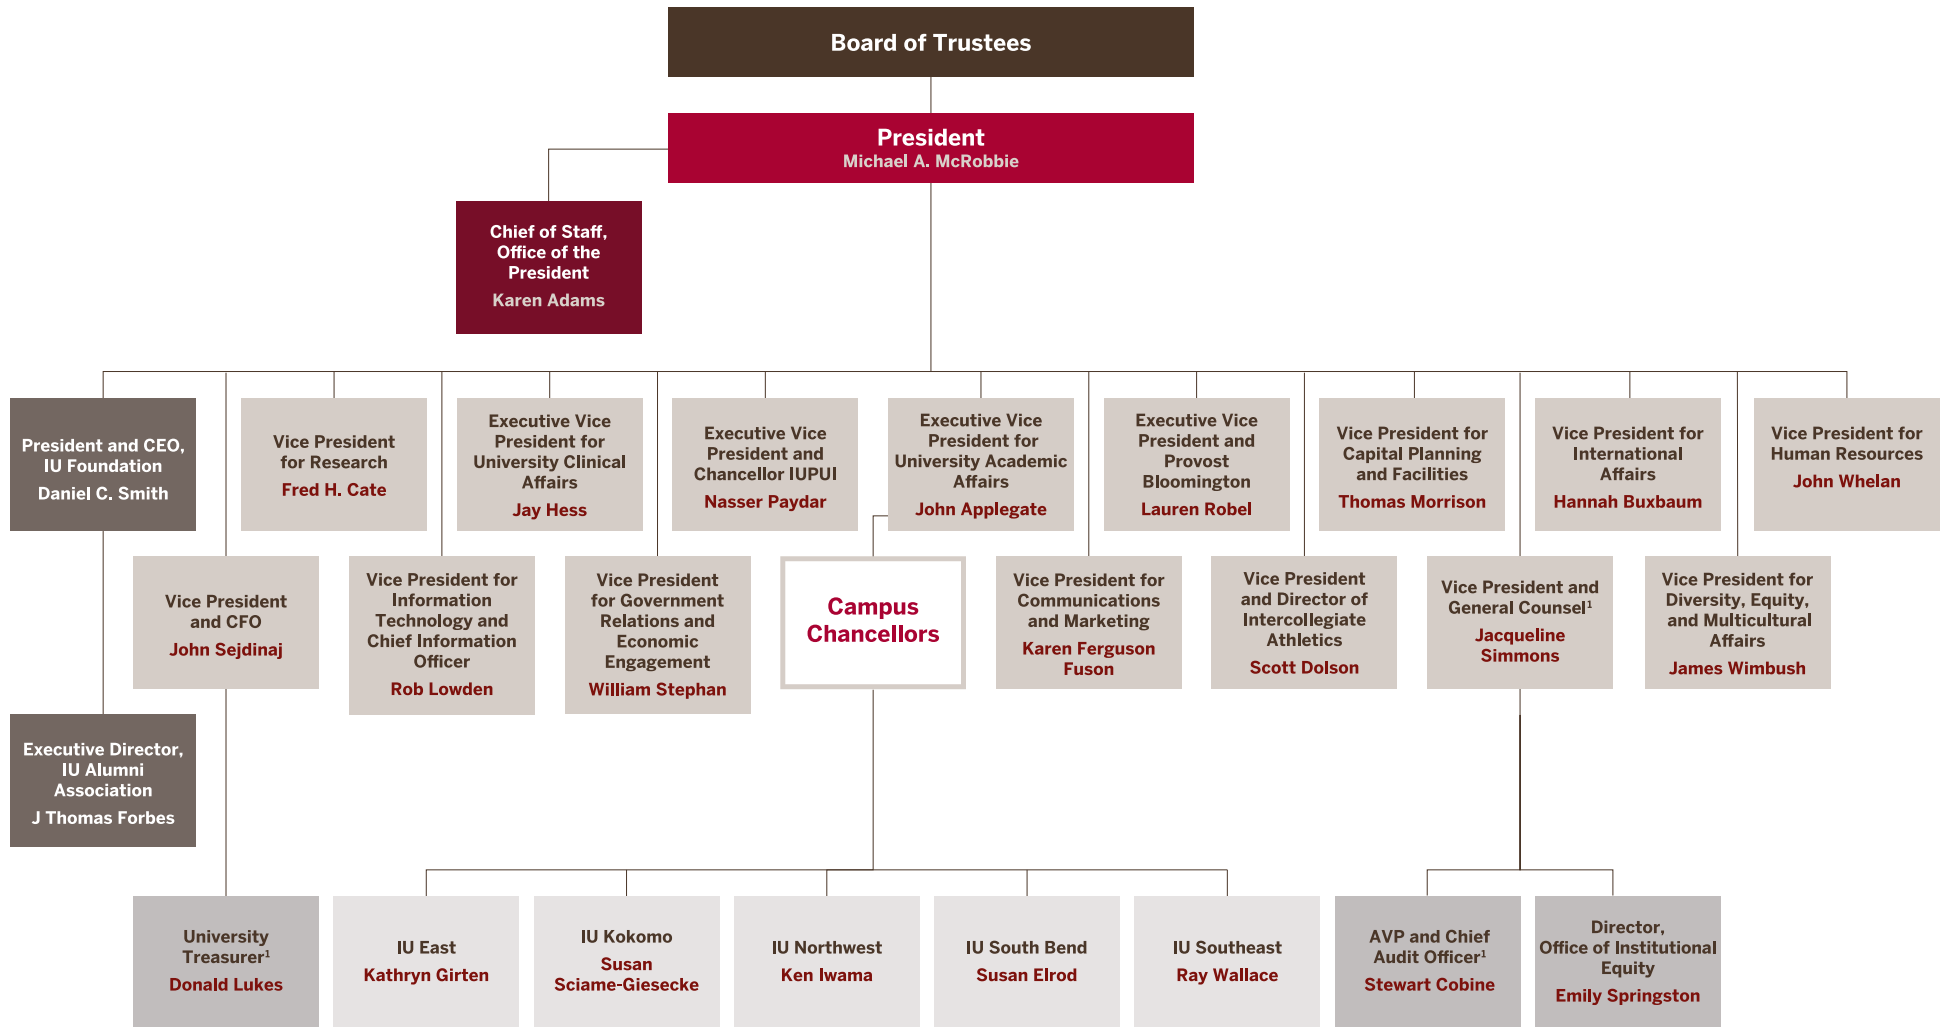 Board of Trustees
President
Michael A. McRobbie
Chief of Staff,
Office of the
President
Karen Adams
President and CEO,
IU Foundation
Daniel C. Smith
Vice President
for Research
Fred H. Cate
Executive Vice
President for
University Clinical
Affairs
Jay Hess
Executive Vice
President and
Chancellor IUPUI
Nasser Paydar
Executive Vice
President for
University Academic
Affairs
John Applegate
Executive Vice
President and
Provost
Bloomington
Lauren Robel
Vice President for
Capital Planning
and Facilities
Thomas Morrison
Vice President for
International
Affairs
Hannah Buxbaum
Vice President for
Human Resources
John Whelan
Vice President
and CFO
John Sejdinaj
Vice President for
Information
Technology and
Chief Information
Officer
Rob Lowden
Vice President
for Government
Relations and
Economic
Engagement
William Stephan
Campus
Chancellors
Vice President for
Communications
and Marketing
Karen Ferguson
Fuson
Vice President
and Director of
Intercollegiate
Athletics
Scott Dolson
Vice President and
General Counsel¹
Jacqueline
Simmons
Vice President for
Diversity, Equity,
and Multicultural
Affairs
James Wimbush
Executive Director,
IU Alumni
Association
J Thomas Forbes
University
Treasurer¹
Donald Lukes
IU East
Kathryn Girten
IU Kokomo
Susan
Sciame-Giesecke
IU Northwest
Ken Iwama
IU South Bend
Susan Elrod
IU Southeast
Ray Wallace
AVP and Chief
Audit Officer¹
Stewart Cobine
Director,
Office of Institutional
Equity
Emily Springston